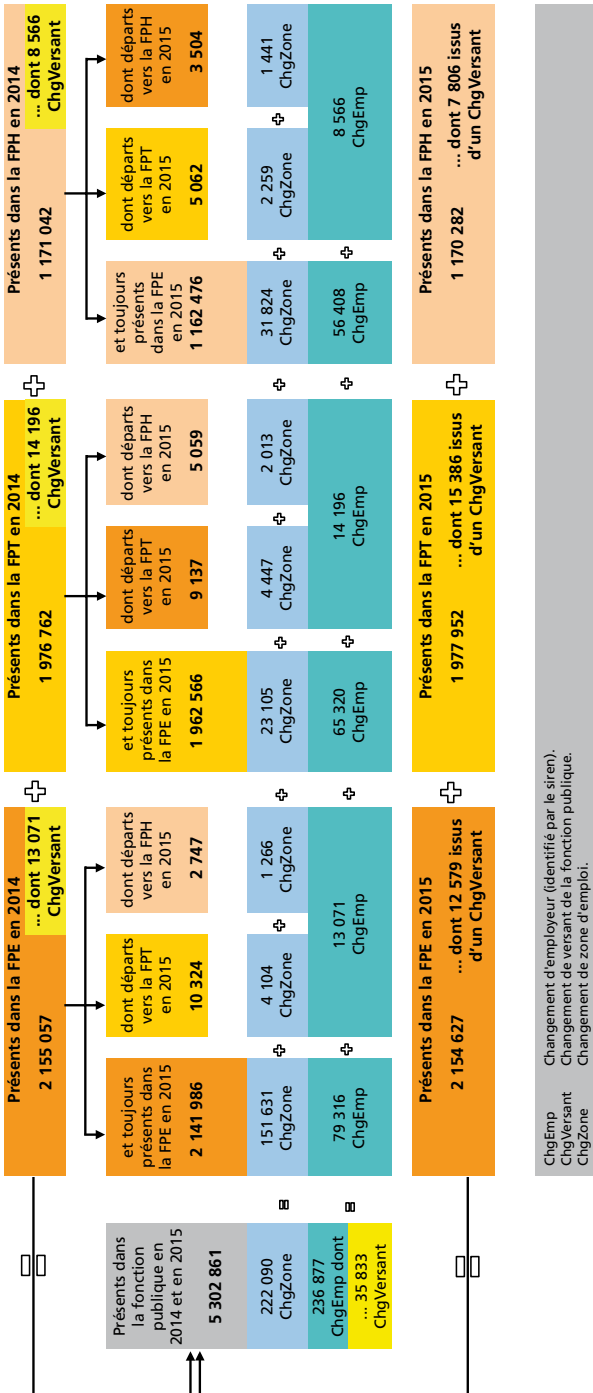 Présents dans
la fonction
publique en
2014 et en 2015
5 302 861
222 090
ChgZone
236 877
ChgEmp dont
... 35 833
ChgVersant
Présents dans la FPE en 2014
2 155 057
... dont 13 071
ChgVersant
et toujours
présents dans
la FPE en 2015
2 141 986
dont départs
vers la FPT
en 2015
10 324
dont départs
vers la FPH
en 2015
2 747
151 631
ChgZone
4 104
ChgZone
1 266
ChgZone
79 316
ChgEmp
13 071
ChgEmp
Présents dans la FPE en 2015
2 154 627
... dont 12 579 issus
d'un ChgVersant
Présents dans la FPT en 2014
1 976 762
... dont 14 196
ChgVersant
et toujours
présents dans
la FPE en 2015
1 962 566
dont départs
vers la FPT
en 2015
9 137
dont départs
vers la FPH
en 2015
5 059
23 105
ChgZone
4 447
ChgZone
2 013
ChgZone
65 320
ChgEmp
14 196
ChgEmp
Présents dans la FPT en 2015
1 977 952
... dont 15 386 issus
d'un ChgVersant
Présents dans la FPH en 2014
1 171 042
... dont 8 566
ChgVersant
et toujours
présents
dans la FPE
en 2015
1 162 476
dont départs
vers la FPT
en 2015
5 062
dont départs
vers la FPH
en 2015
3 504
31 824
ChgZone
2 259
ChgZone
1 441
ChgZone
56 408
ChgEmp
8 566
ChgEmp
Présents dans la FPH en 2015
1 170 282
... dont 7 806 issus
d'un ChgVersant
ChgEmp Changement d'employeur (identifié par le siren).
ChgVersant Changement de versant de la fonction publique.
ChgZone Changement de zone d'emploi.